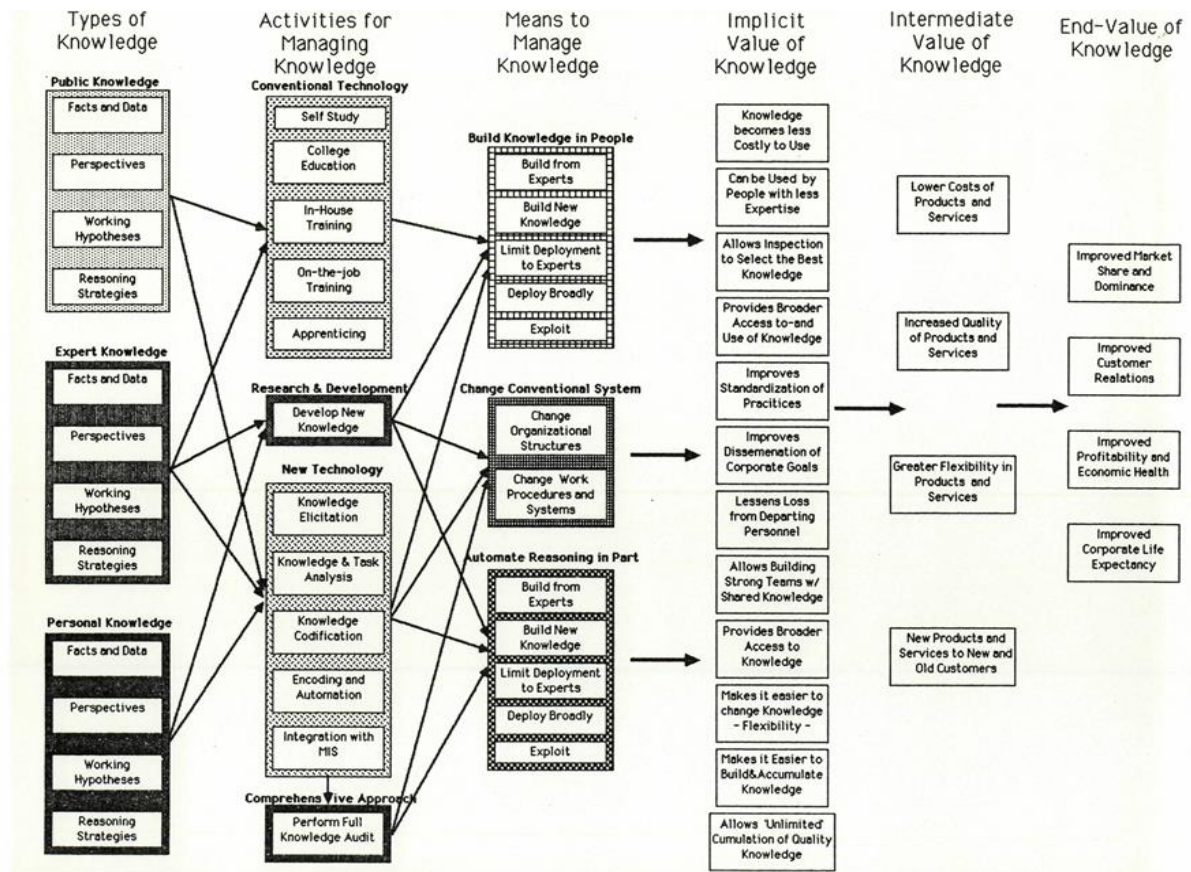 Types of
Knowledge
Public Knowledge
Facts and Data
Perspectives
Working
Hypotheses
Reasoning
Strategies
Expert Knowledge
Facts and Data
Perspectives
Working
Hypotheses
Reasoning
Strategies
Personal Knowledge
Facts and Data
Perspectives
Working
Hypotheses
Reasoning
Strategies
Activities for
Managing
Knowledge
Conventional Technology
Self Study
College
Education
In-House
Training
On-the-job
Training
Apprenticing
Research & Development
Develop New
Knowledge
New Technology
Knowledge
Elicitation
Knowledge & Task
Analysis
Knowledge
Codification
Encoding and
Automation
Integration with
MIS
Comprehensive Approach
Perform Full
Knowledge Audit
Means to
Manage
Knowledge
Build Knowledge in People
Build from
Experts
Build New
Knowledge
Limit Deployment
to Experts
Deploy Broadly
Exploit
Change Conventional System
Change
Organizational
Structures
Change Work
Procedures and
Systems
Automate Reasoning in Part
Build from
Experts
Build New
Knowledge
Limit Deployment
to Experts
Deploy Broadly
Exploit
Implicit
Value of
Knowledge
Knowledge
becomes less
Costly to Use
Can be Used by
People with less
Expertise
Allows Inspection
to Select the Best
Knowledge
Provides Broader
Access to-and
Use of Knowledge
Improves
Standardization of
Pracitices
Improves
Dissemenation of
Corporate Goals
Lessens Loss
from Departing
Personnel
Allows Building
Strong Teams w/
Shared Knowledge
Provides Broader
Access to
Knowledge
Makes it easier to
change Knowledge
- Flexibility -
Makes it Easier to
Build&Accumulate
Knowledge
Allows 'Unlimited'
Cumulation of Quality
Knowledge
Intermediate
Value of
Knowledge
Lower Costs of
Products and
Services
Increased Quality
of Products and
Services
Greater Flexibility in
Products and
Services
New Products and
Services to New and
Old Customers
End-Value of
Knowledge
Improved Market
Share and
Dominance
Improved
Customer
Realations
Improved
Profitability and
Economic Health
Improved
Corporate Life
Expectancy